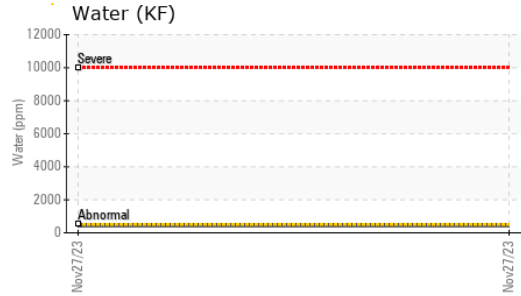 Water (KF)
12000
Severe
10000
8000
Water (ppm)
6000
4000
2000
Abnormal
0
Nov27/23
Nov27/23